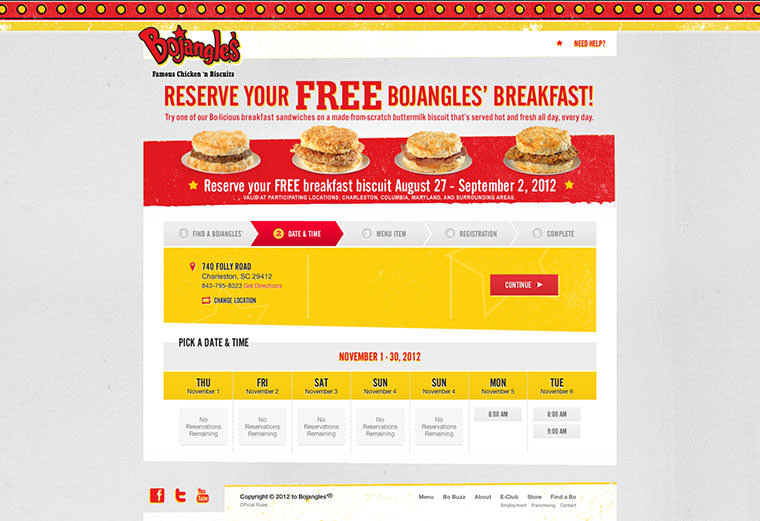 Bojangles'
Famous Chicken 'n Biscuits
NEED HELP?
RESERVE YOUR FREE BOJANGLES' BREAKFAST!
Try one of our Bo-licious breakfast sandwiches on a made-from-scratch buttermilk biscuit that's served hot and fresh all day, every day.
Reserve your FREE breakfast biscuit August 27 - September 2, 2012
VALID AT PARTICIPATING LOCATIONS: CHARLESTON, COLUMBIA, MARYLAND, AND SURROUNDING AREAS.
1 FIND A BOJANGLES' 2 DATE & TIME 3 MENU ITEM 4 REGISTRATION 5 COMPLETE
740 FOLLY ROAD
Charleston, SC 29412
843-795-8323 Get Directions
CHANGE LOCATION
CONTINUE
PICK A DATE & TIME
NOVEMBER 1 - 30, 2012
THU FRI SAT SUN SUN MON TUE
November 1 November 2 November 3 November 4 November 4 November 5 November 6
No Reservations Remaining
No Reservations Remaining
No Reservations Remaining
No Reservations Remaining
No Reservations Remaining
8:00 AM
8:00 AM
9:00 AM
f t You Tube
Copyright © 2012 to Bojangles'®
Official Rules
Menu Bo Buzz About E-Club Store Find a Bo
Employment Franchising Contact